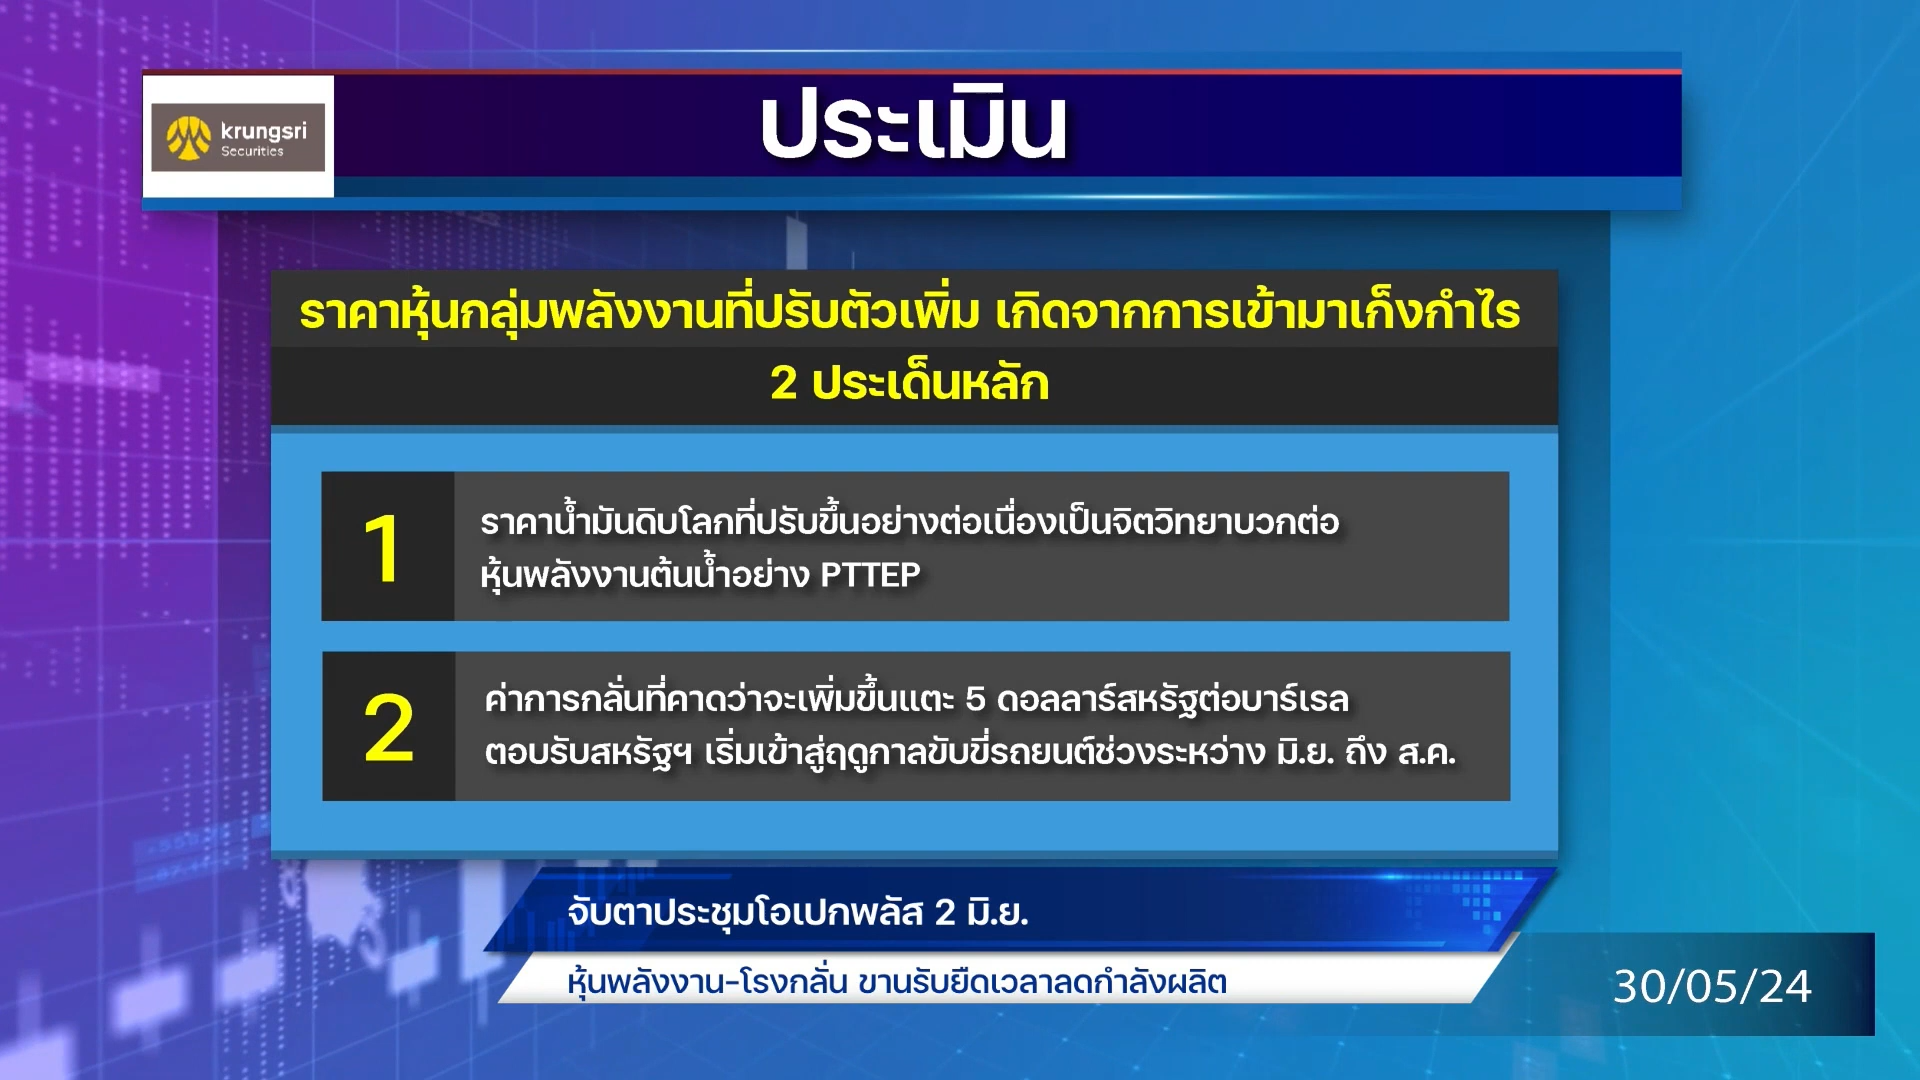 krungsri
Securities
ประเมิน
ราคาหุ้นกลุ่มพลังงานที่ปรับตัวเพิ่ม เกิดจากการเข้ามาเก็งกำไร
2 ประเด็นหลัก
1
ราคาน้ำมันดิบโลกที่ปรับขึ้นอย่างต่อเนื่องเป็นจิตวิทยาบวกต่อ
หุ้นพลังงานต้นน้ำอย่าง PTTEP
2
ค่าการกลั่นที่คาดว่าจะเพิ่มขึ้นแตะ 5 ดอลลาร์สหรัฐต่อบาร์เรล
ตอบรับสหรัฐฯ เริ่มเข้าสู่ฤดูกาลขับขี่รถยนต์ช่วงระหว่าง มิ.ย. ถึง ส.ค.
จับตาประชุมโอเปกพลัส 2 มิ.ย.
หุ้นพลังงาน-โรงกลั่น ขานรับยืดเวลาลดกำลังผลิต
30/05/24